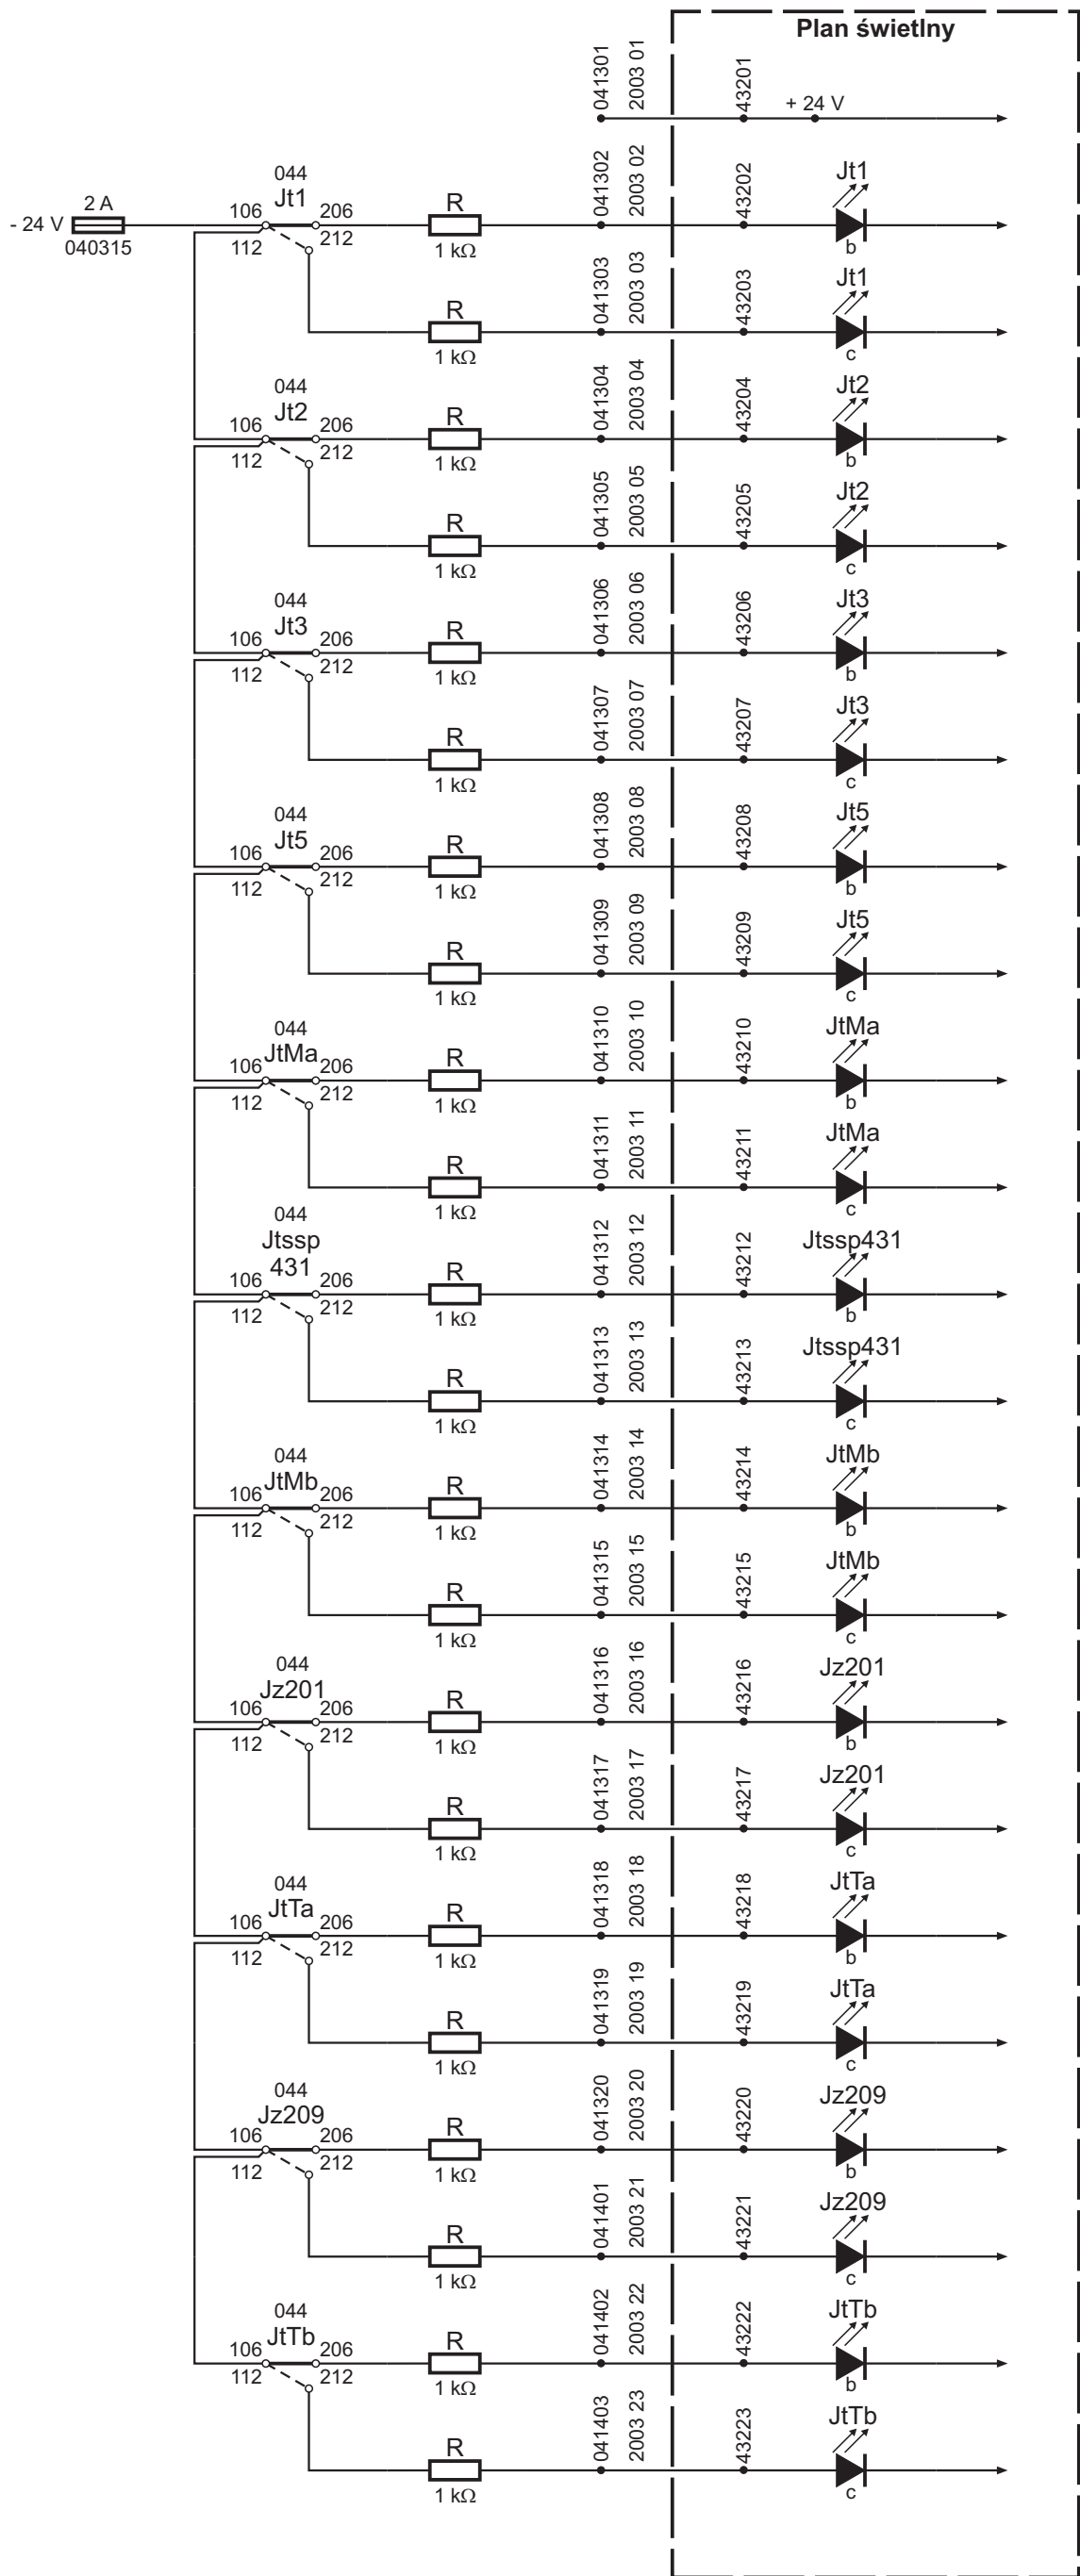 Plan świetlny
041301
2003 01
43201
+ 24 V
- 24 V
2 A
040315
044
Jt1
106
206
112
212
R
1 kΩ
041302
2003 02
43202
Jt1
b
R
1 kΩ
041303
2003 03
43203
Jt1
c
044
Jt2
106
206
112
212
R
1 kΩ
041304
2003 04
43204
Jt2
b
R
1 kΩ
041305
2003 05
43205
Jt2
c
044
Jt3
106
206
112
212
R
1 kΩ
041306
2003 06
43206
Jt3
b
R
1 kΩ
041307
2003 07
43207
Jt3
c
044
Jt5
106
206
112
212
R
1 kΩ
041308
2003 08
43208
Jt5
b
R
1 kΩ
041309
2003 09
43209
Jt5
c
044
JtMa
106
206
112
212
R
1 kΩ
041310
2003 10
43210
JtMa
b
R
1 kΩ
041311
2003 11
43211
JtMa
c
044
Jtssp
431
106
206
112
212
R
1 kΩ
041312
2003 12
43212
Jtssp431
b
R
1 kΩ
041313
2003 13
43213
Jtssp431
c
044
JtMb
106
206
112
212
R
1 kΩ
041314
2003 14
43214
JtMb
b
R
1 kΩ
041315
2003 15
43215
JtMb
c
044
Jz201
106
206
112
212
R
1 kΩ
041316
2003 16
43216
Jz201
b
R
1 kΩ
041317
2003 17
43217
Jz201
c
044
JtTa
106
206
112
212
R
1 kΩ
041318
2003 18
43218
JtTa
b
R
1 kΩ
041319
2003 19
43219
JtTa
c
044
Jz209
106
206
112
212
R
1 kΩ
041320
2003 20
43220
Jz209
b
R
1 kΩ
041401
2003 21
43221
Jz209
c
044
JtTb
106
206
112
212
R
1 kΩ
041402
2003 22
43222
JtTb
b
R
1 kΩ
041403
2003 23
43223
JtTb
c